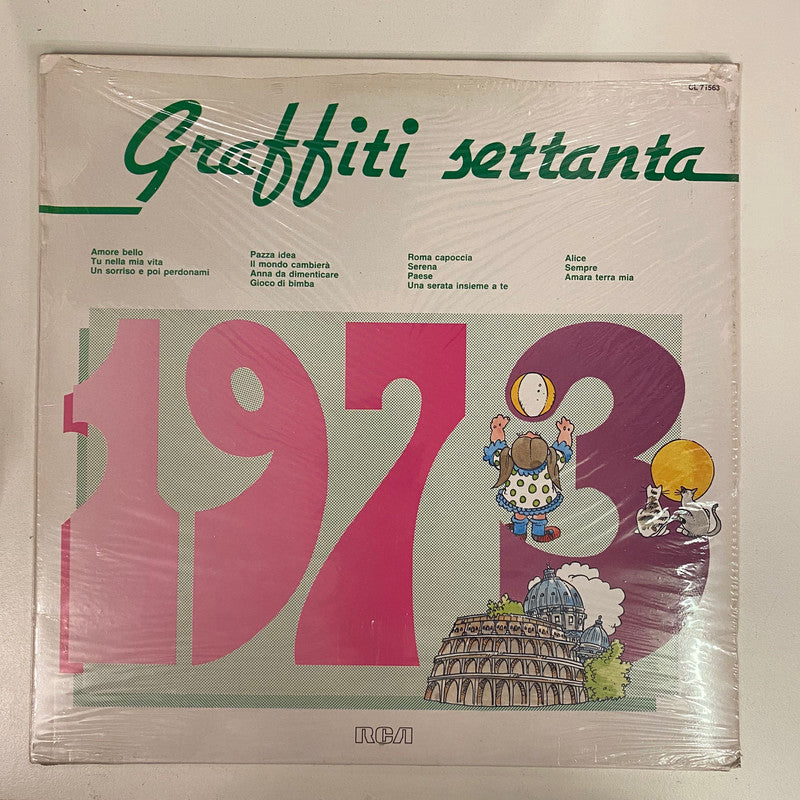 CL 71563
Graffiti settanta
Amore bello
Tu nella mia vita
Un sorriso e poi perdonami
Pazza idea
Il mondo cambierà
Anna da dimenticare
Gioco di bimba
Roma capoccia
Serena
Paese
Una serata insieme a te
Alice
Sempre
Amara terra mia
1973
RCA